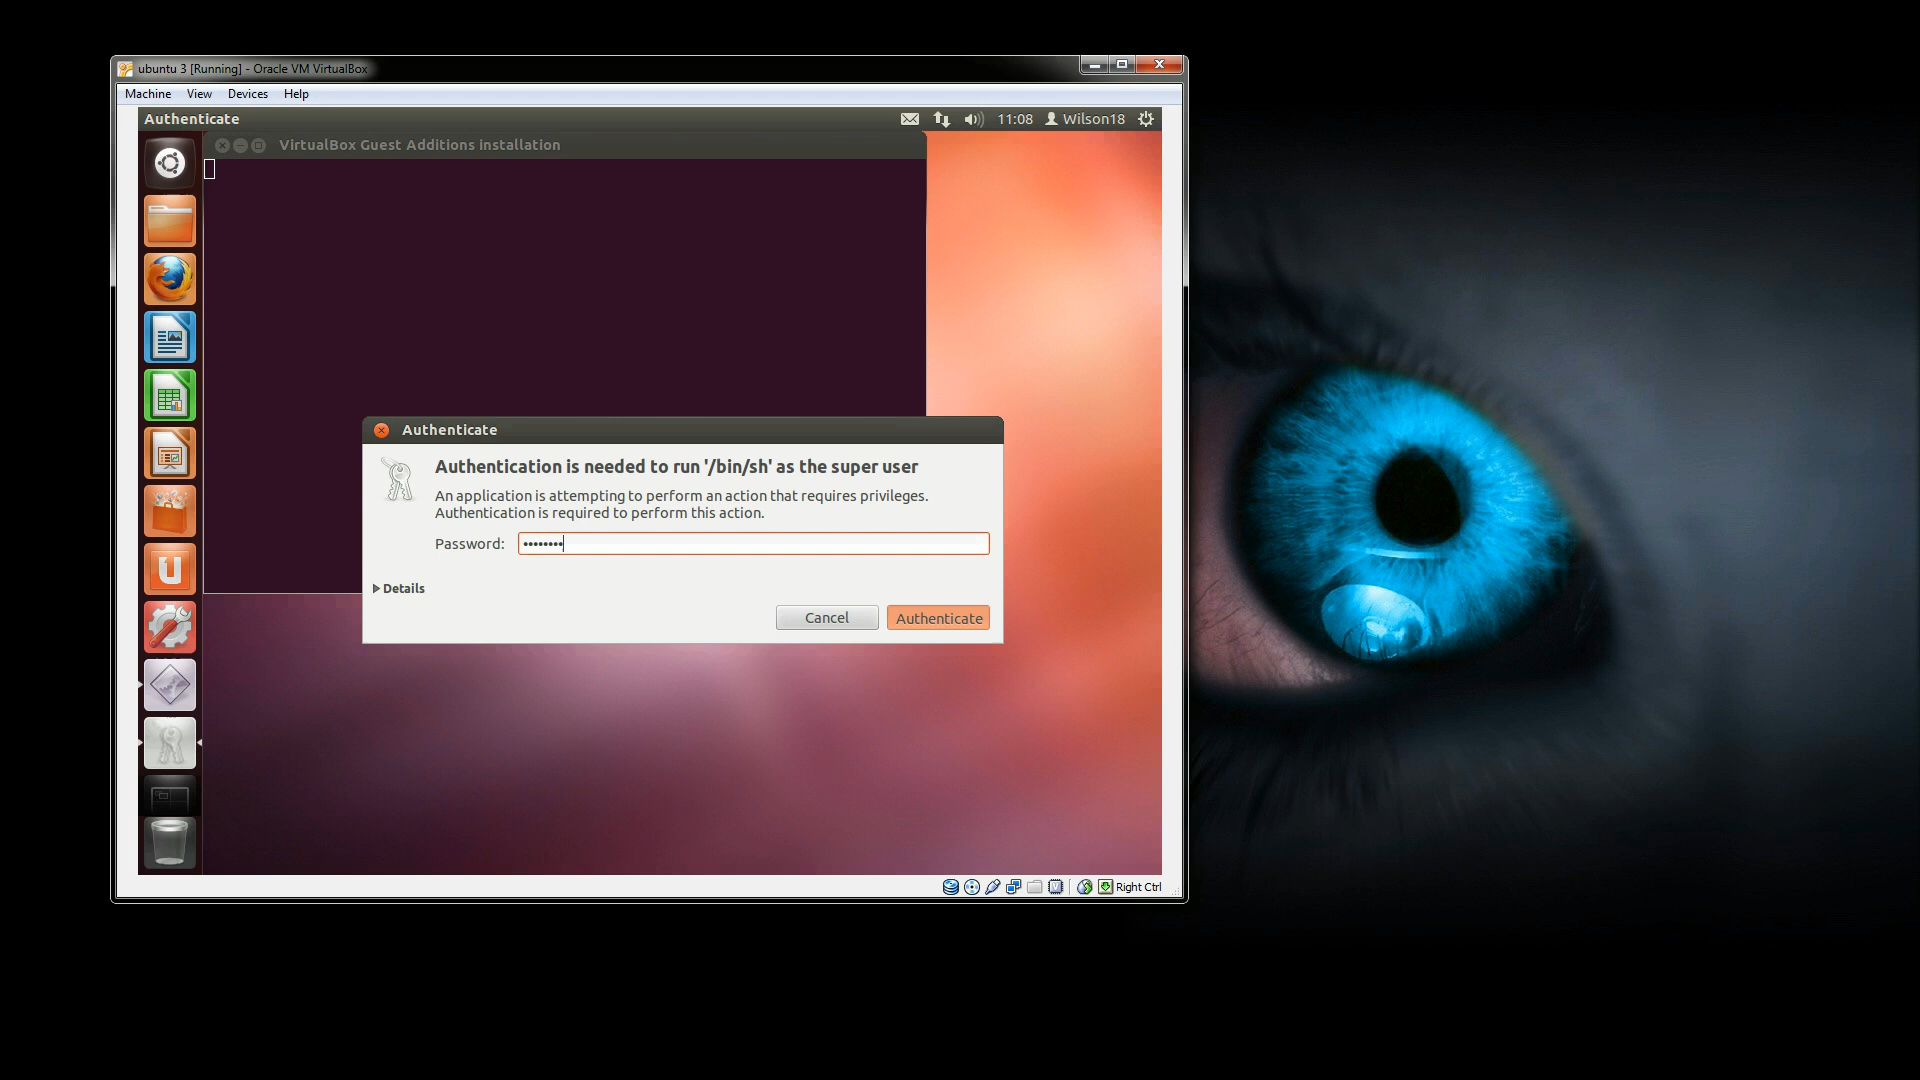 ubuntu 3 [Running] - Oracle VM VirtualBox
Machine View Devices Help
Authenticate 11:08 Wilson18
VirtualBox Guest Additions installation
Authenticate
Authentication is needed to run '/bin/sh' as the super user
An application is attempting to perform an action that requires privileges.
Authentication is required to perform this action.
Password: ••••••••
Details
Cancel Authenticate
Right Ctrl